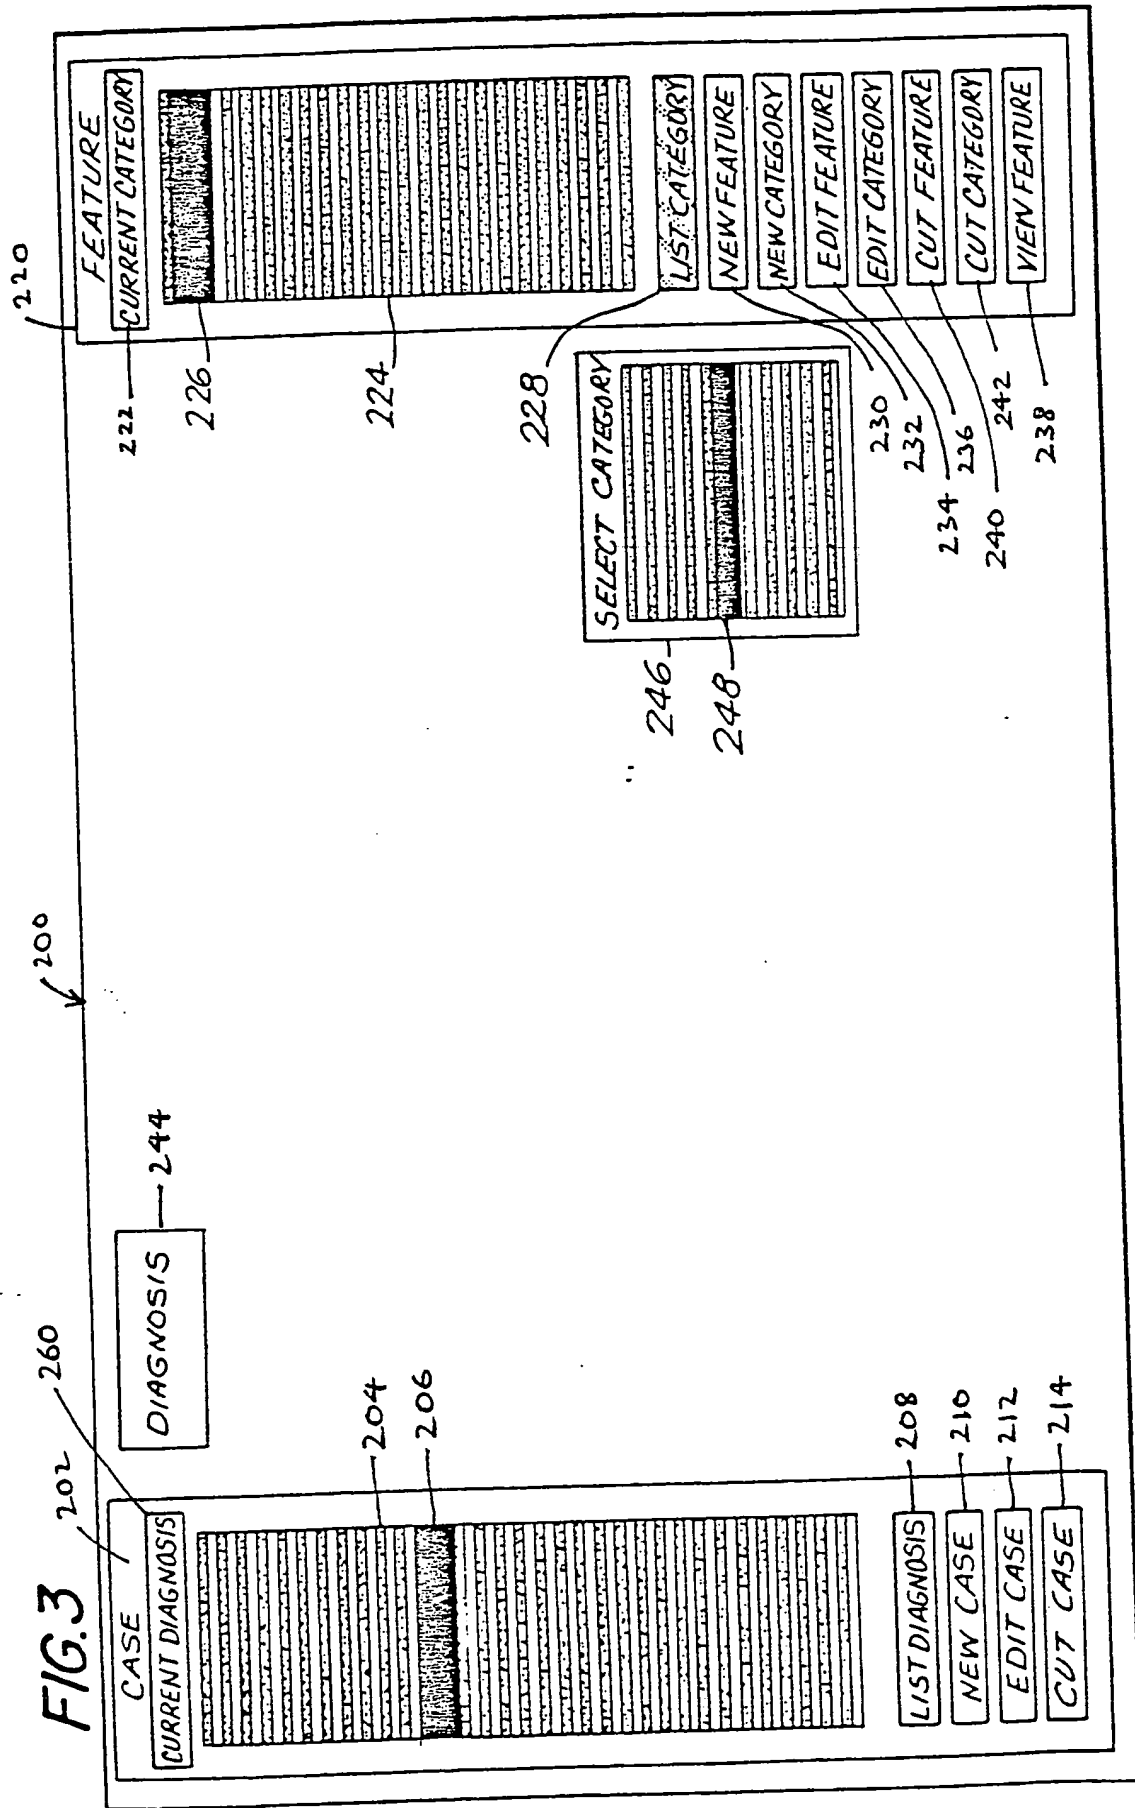 FIG.3
200
202
CASE
260
CURRENT DIAGNOSIS
204
206
LIST DIAGNOSIS
208
NEW CASE
210
EDIT CASE
212
CUT CASE
214
DIAGNOSIS
244
SELECT CATEGORY
246
248
220
FEATURE
CURRENT CATEGORY
222
226
224
228
LIST CATEGORY
NEW FEATURE
NEW CATEGORY
EDIT FEATURE
EDIT CATEGORY
CUT FEATURE
CUT CATEGORY
VIEW FEATURE
230
232
234
236
240
242
238